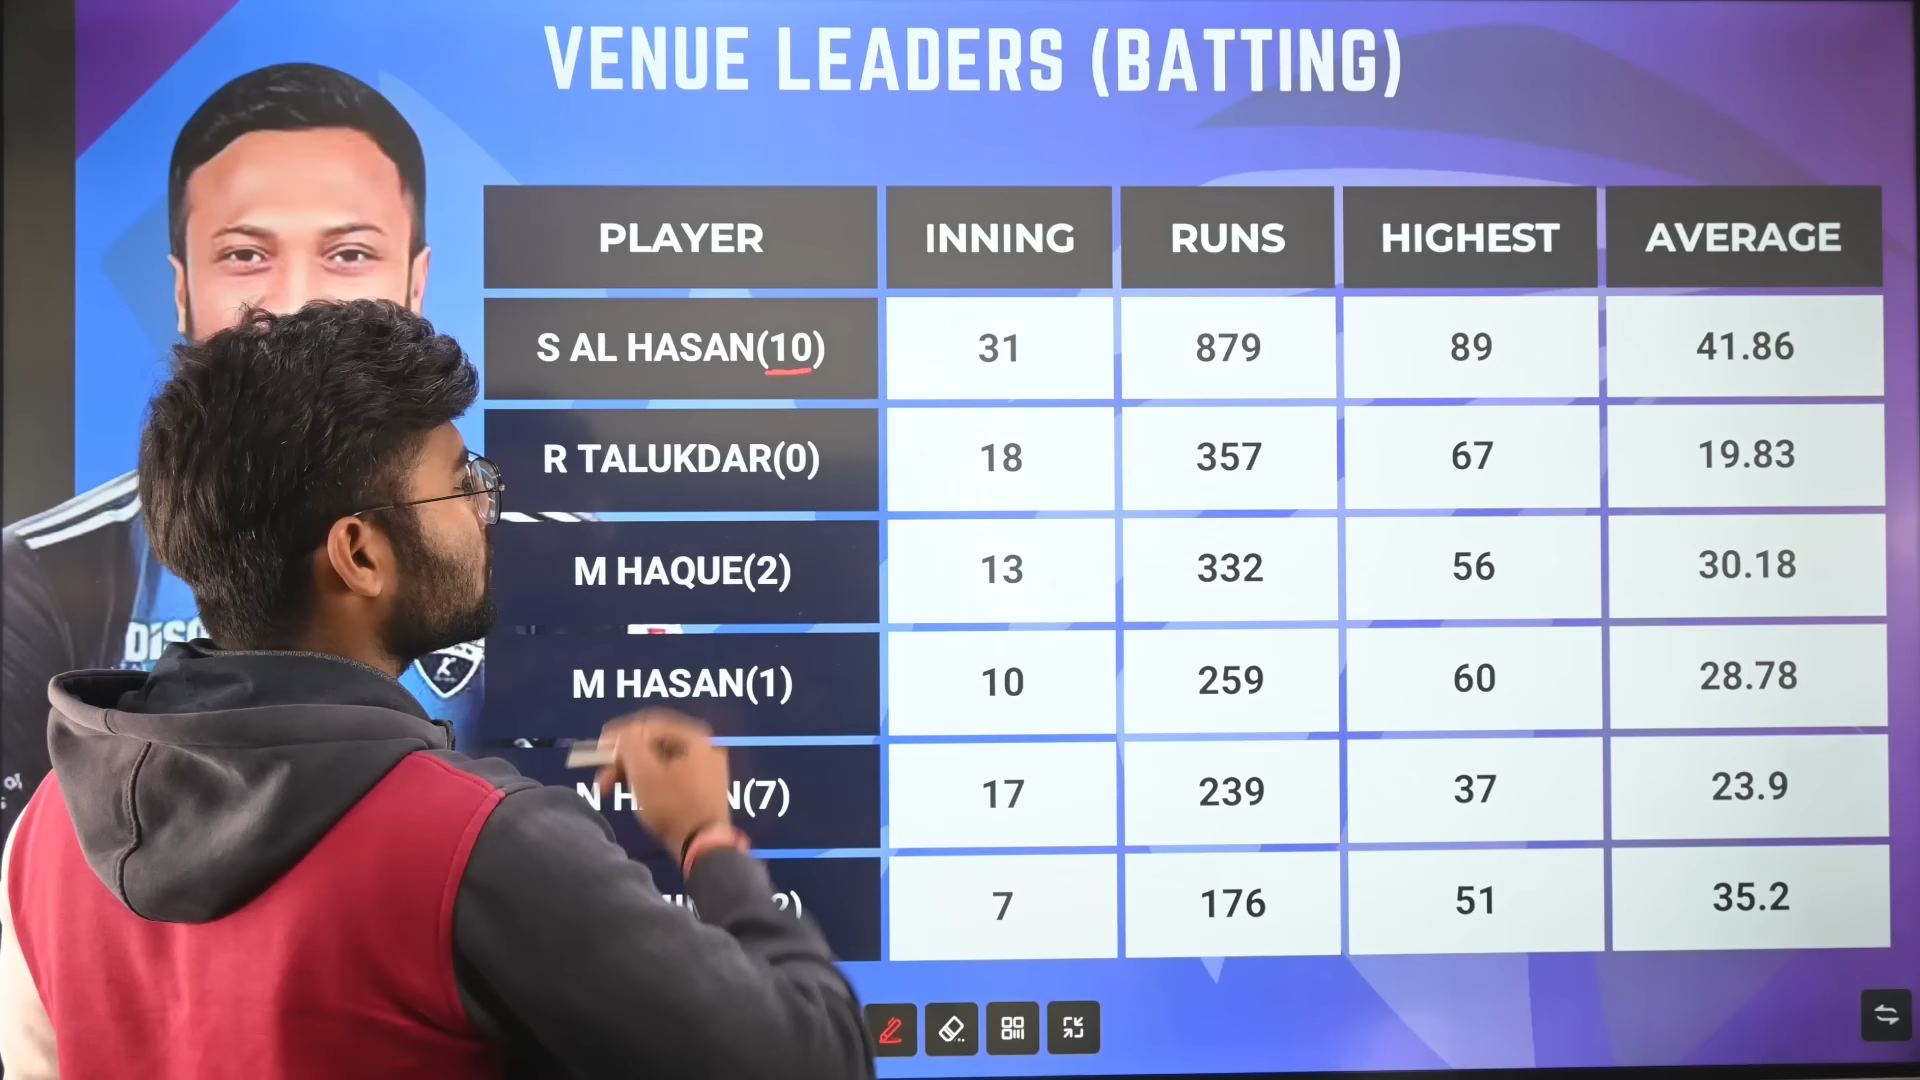 VENUE LEADERS (BATTING)
PLAYER INNING RUNS HIGHEST AVERAGE
S AL HASAN(10) 31 879 89 41.86
R TALUKDAR(0) 18 357 67 19.83
M HAQUE(2) 13 332 56 30.18
M HASAN(1) 10 259 60 28.78
N(7) 17 239 37 23.9
2) 7 176 51 35.2